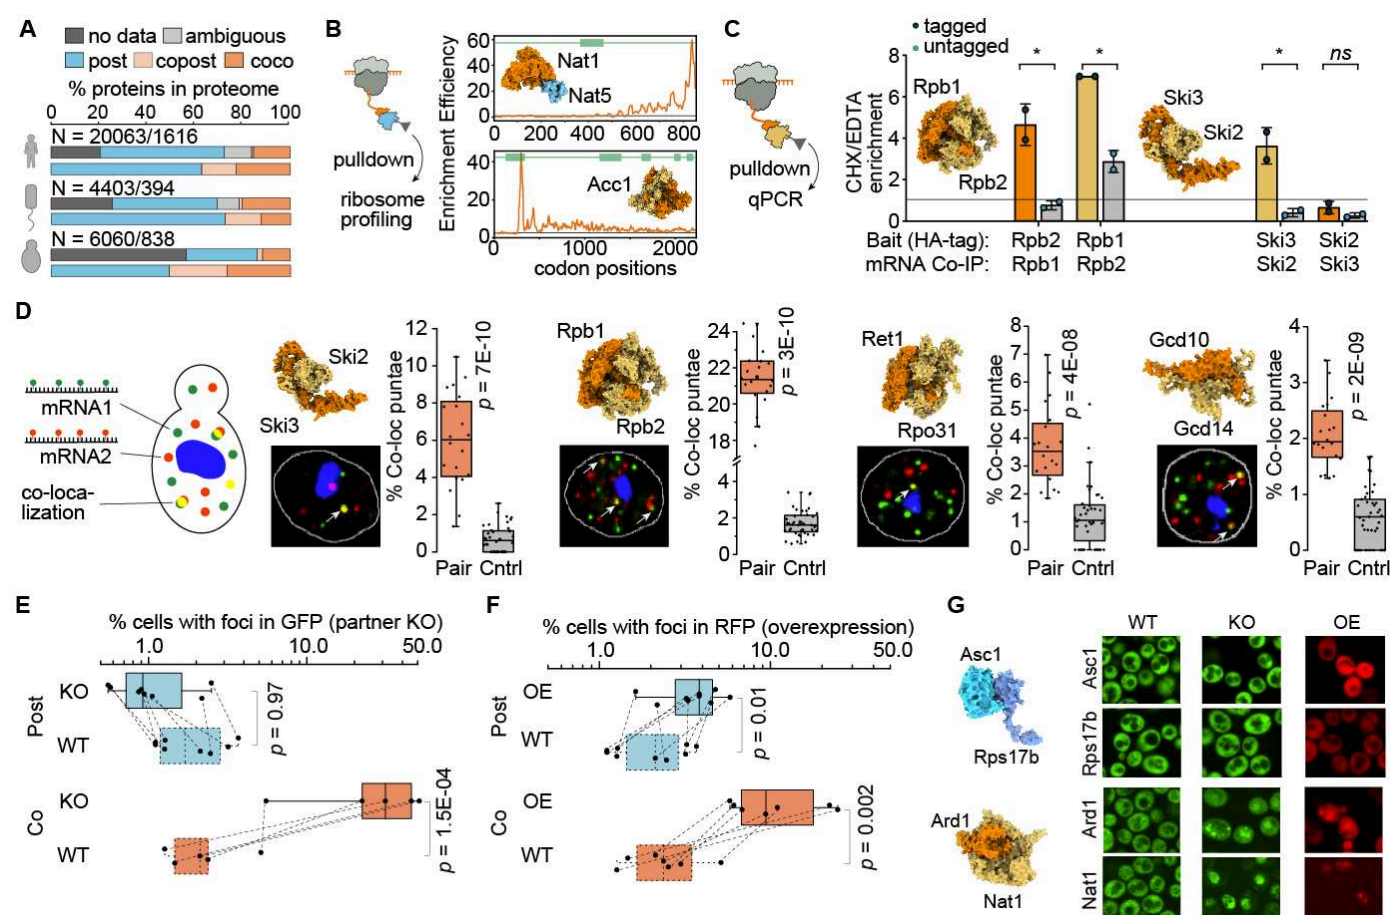 A
no data
ambiguous
post
copost
coco
% proteins in proteome
0 20 40 60 80 100
N = 20063/1616
N = 4403/394
N = 6060/838
B
pulldown
ribosome
profiling
Enrichment Efficiency
60
40
20
0
Nat1
Nat5
0 200 400 600 800
40
20
0
Acc1
0 1000 2000
codon positions
C
pulldown
qPCR
tagged
untagged
CHX/EDTA
enrichment
8
6
4
2
0
* * * ns
Rpb1
Rpb2
Ski3
Ski2
Bait (HA-tag): Rpb2 Rpb1 Ski3 Ski2
mRNA Co-IP: Rpb1 Rpb2 Ski2 Ski3
D
mRNA1
mRNA2
co-loca-
lization
Ski2
Ski3
% Co-loc puntae
12
10
8
6
4
2
0
p = 7E-10
Pair Cntrl
Rpb1
Rpb2
% Co-loc puntae
24
22
20
18
4
2
0
p = 3E-10
Pair Cntrl
Ret1
Rpo31
% Co-loc puntae
8
7
6
5
4
3
2
1
0
p = 4E-08
Pair Cntrl
Gcd10
Gcd14
% Co-loc puntae
4
3
2
1
0
p = 2E-09
Pair Cntrl
E
% cells with foci in GFP (partner KO)
1.0 10.0 50.0
Post
KO
WT
p = 0.97
Co
KO
WT
p = 1.5E-04
F
% cells with foci in RFP (overexpression)
1.0 10.0 50.0
Post
OE
WT
p = 0.01
Co
OE
WT
p = 0.002
G
Asc1
Rps17b
Ard1
Nat1
WT KO OE
Asc1
Rps17b
Ard1
Nat1